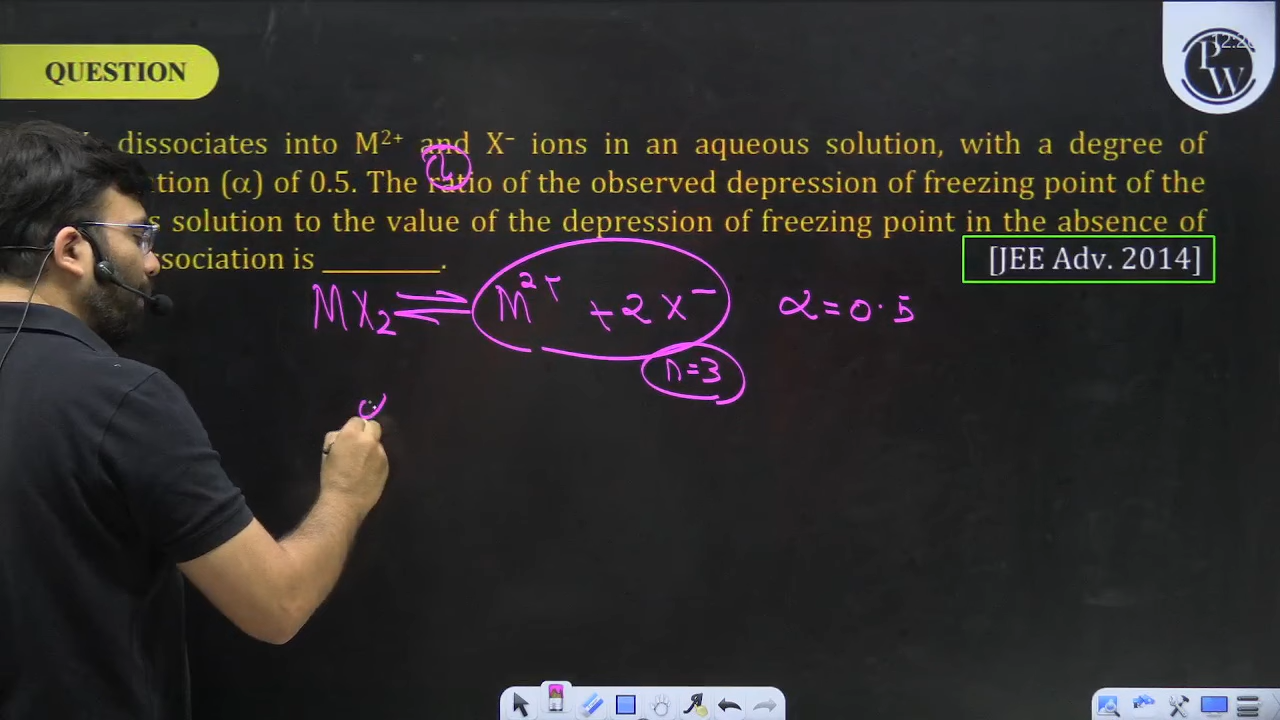 QUESTION
PW
dissociates into M²⁺ and X⁻ ions in an aqueous solution, with a degree of
(α) of 0.5. The ratio of the observed depression of freezing point of the
solution to the value of the depression of freezing point in the absence of
is ________.
[JEE Adv. 2014]
MX₂ ⇌ M²⁺ + 2X⁻ α = 0.5
n=3